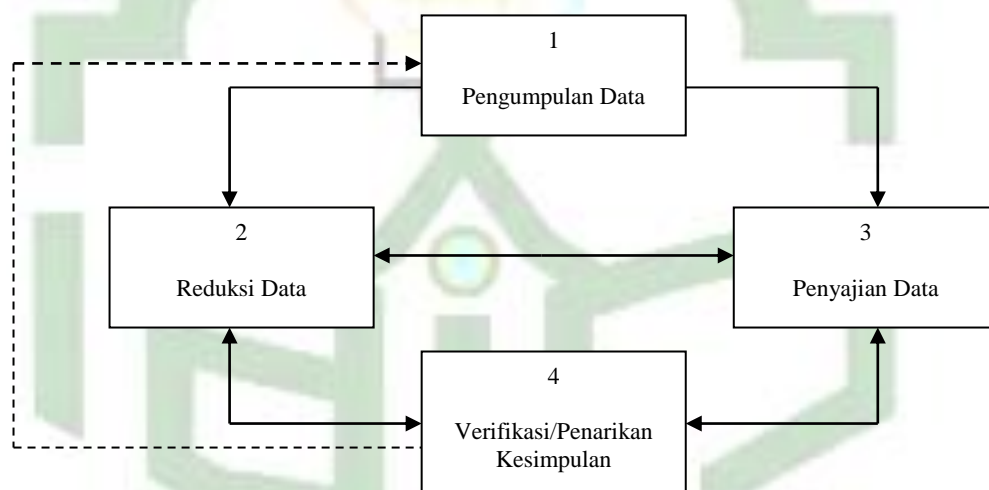 1
Pengumpulan Data
2
Reduksi Data
3
Penyajian Data
4
Verifikasi/Penarikan
Kesimpulan